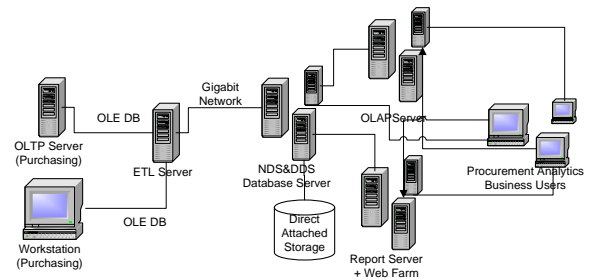 Gigabit
Network
OLE DB
OLAPServer
OLTP Server
(Purchasing)
ETL Server
NDS&DDS
Database Server
Procurement Analytics
Business Users
OLE DB
Direct
Attached
Storage
Workstation
(Purchasing)
Report Server
+ Web Farm